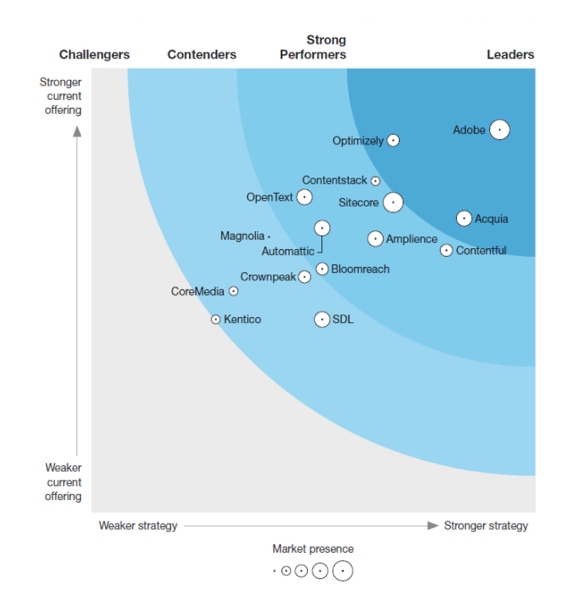 Challengers
Contenders
Strong
Performers
Leaders
Stronger
current
offering
Adobe
Optimizely
Contentstack
OpenText
Sitecore
Acquia
Magnolia
Automattic
Amplience
Contentful
Bloomreach
Crownpeak
CoreMedia
Kentico
SDL
Weaker
current
offering
Weaker strategy
Stronger strategy
Market presence